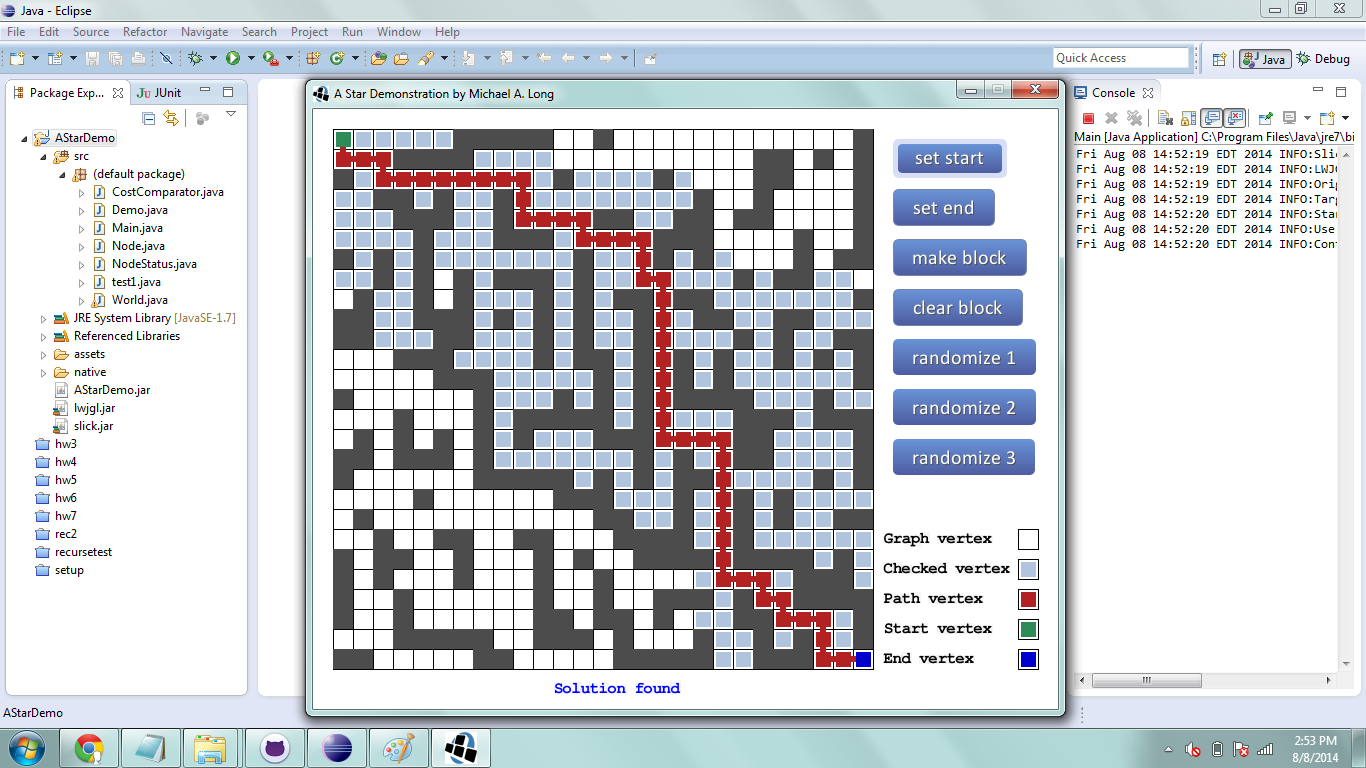 Java - Eclipse
File Edit Source Refactor Navigate Search Project Run Window Help
Quick Access
Java
Debug
Package Exp...
JUnit
AStarDemo
src
(default package)
CostComparator.java
Demo.java
Main.java
Node.java
NodeStatus.java
test1.java
World.java
JRE System Library [JavaSE-1.7]
Referenced Libraries
assets
native
AStarDemo.jar
lwjgl.jar
slick.jar
hw3
hw4
hw5
hw6
hw7
rec2
recursetest
setup
A Star Demonstration by Michael A. Long
set start
set end
make block
clear block
randomize 1
randomize 2
randomize 3
Graph vertex
Checked vertex
Path vertex
Start vertex
End vertex
Solution found
Console
Main [Java Application] C:\Program Files\Java\jre7\bi
Fri Aug 08 14:52:19 EDT 2014 INFO:Slic
Fri Aug 08 14:52:19 EDT 2014 INFO:LWJG
Fri Aug 08 14:52:19 EDT 2014 INFO:Orig
Fri Aug 08 14:52:19 EDT 2014 INFO:Targ
Fri Aug 08 14:52:20 EDT 2014 INFO:Star
Fri Aug 08 14:52:20 EDT 2014 INFO:Use
Fri Aug 08 14:52:20 EDT 2014 INFO:Cont
AStarDemo
2:53 PM
8/8/2014